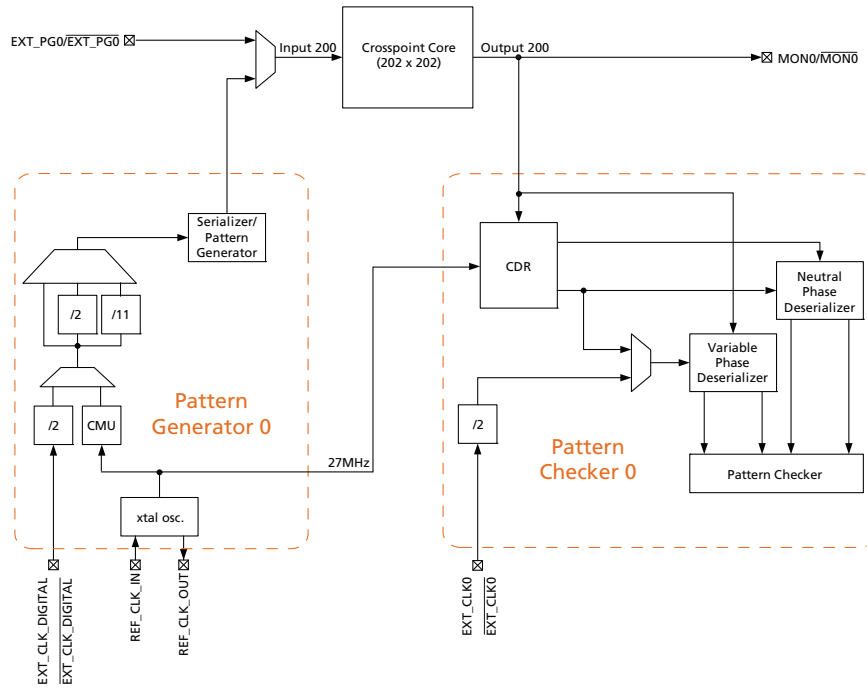 EXT_PG0/EXT_PG0
Input 200
Crosspoint Core
(202 x 202)
Output 200
MON0/MON0
Serializer/
Pattern
Generator
/2
/11
/2
CMU
Pattern
Generator 0
27MHz
xtal osc.
EXT_CLK_DIGITAL
EXT_CLK_DIGITAL
REF_CLK_IN
REF_CLK_OUT
CDR
Neutral
Phase
Deserializer
Variable
Phase
Deserializer
/2
Pattern
Checker 0
Pattern Checker
EXT_CLK0
EXT_CLK0